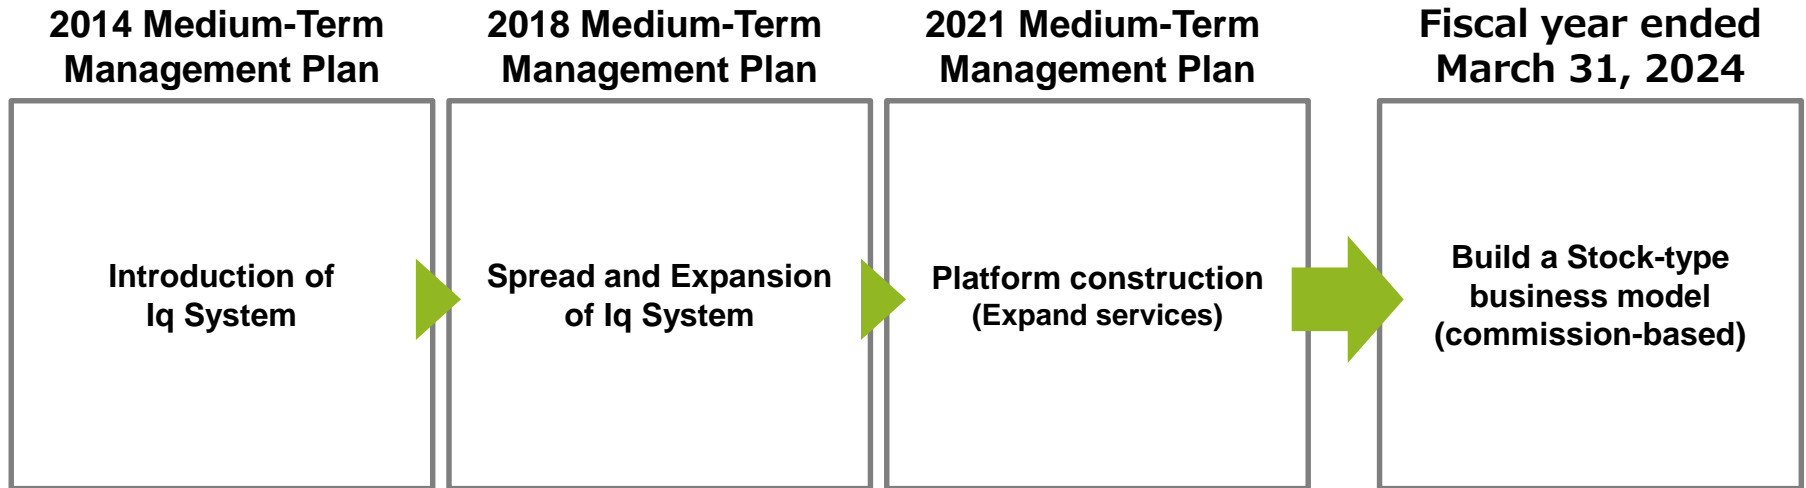 2014 Medium-Term
Management Plan
Introduction of
Iq System
2018 Medium-Term
Management Plan
Spread and Expansion
of Iq System
2021 Medium-Term
Management Plan
Platform construction
(Expand services)
Fiscal year ended
March 31, 2024
Build a Stock-type
business model
(commission-based)